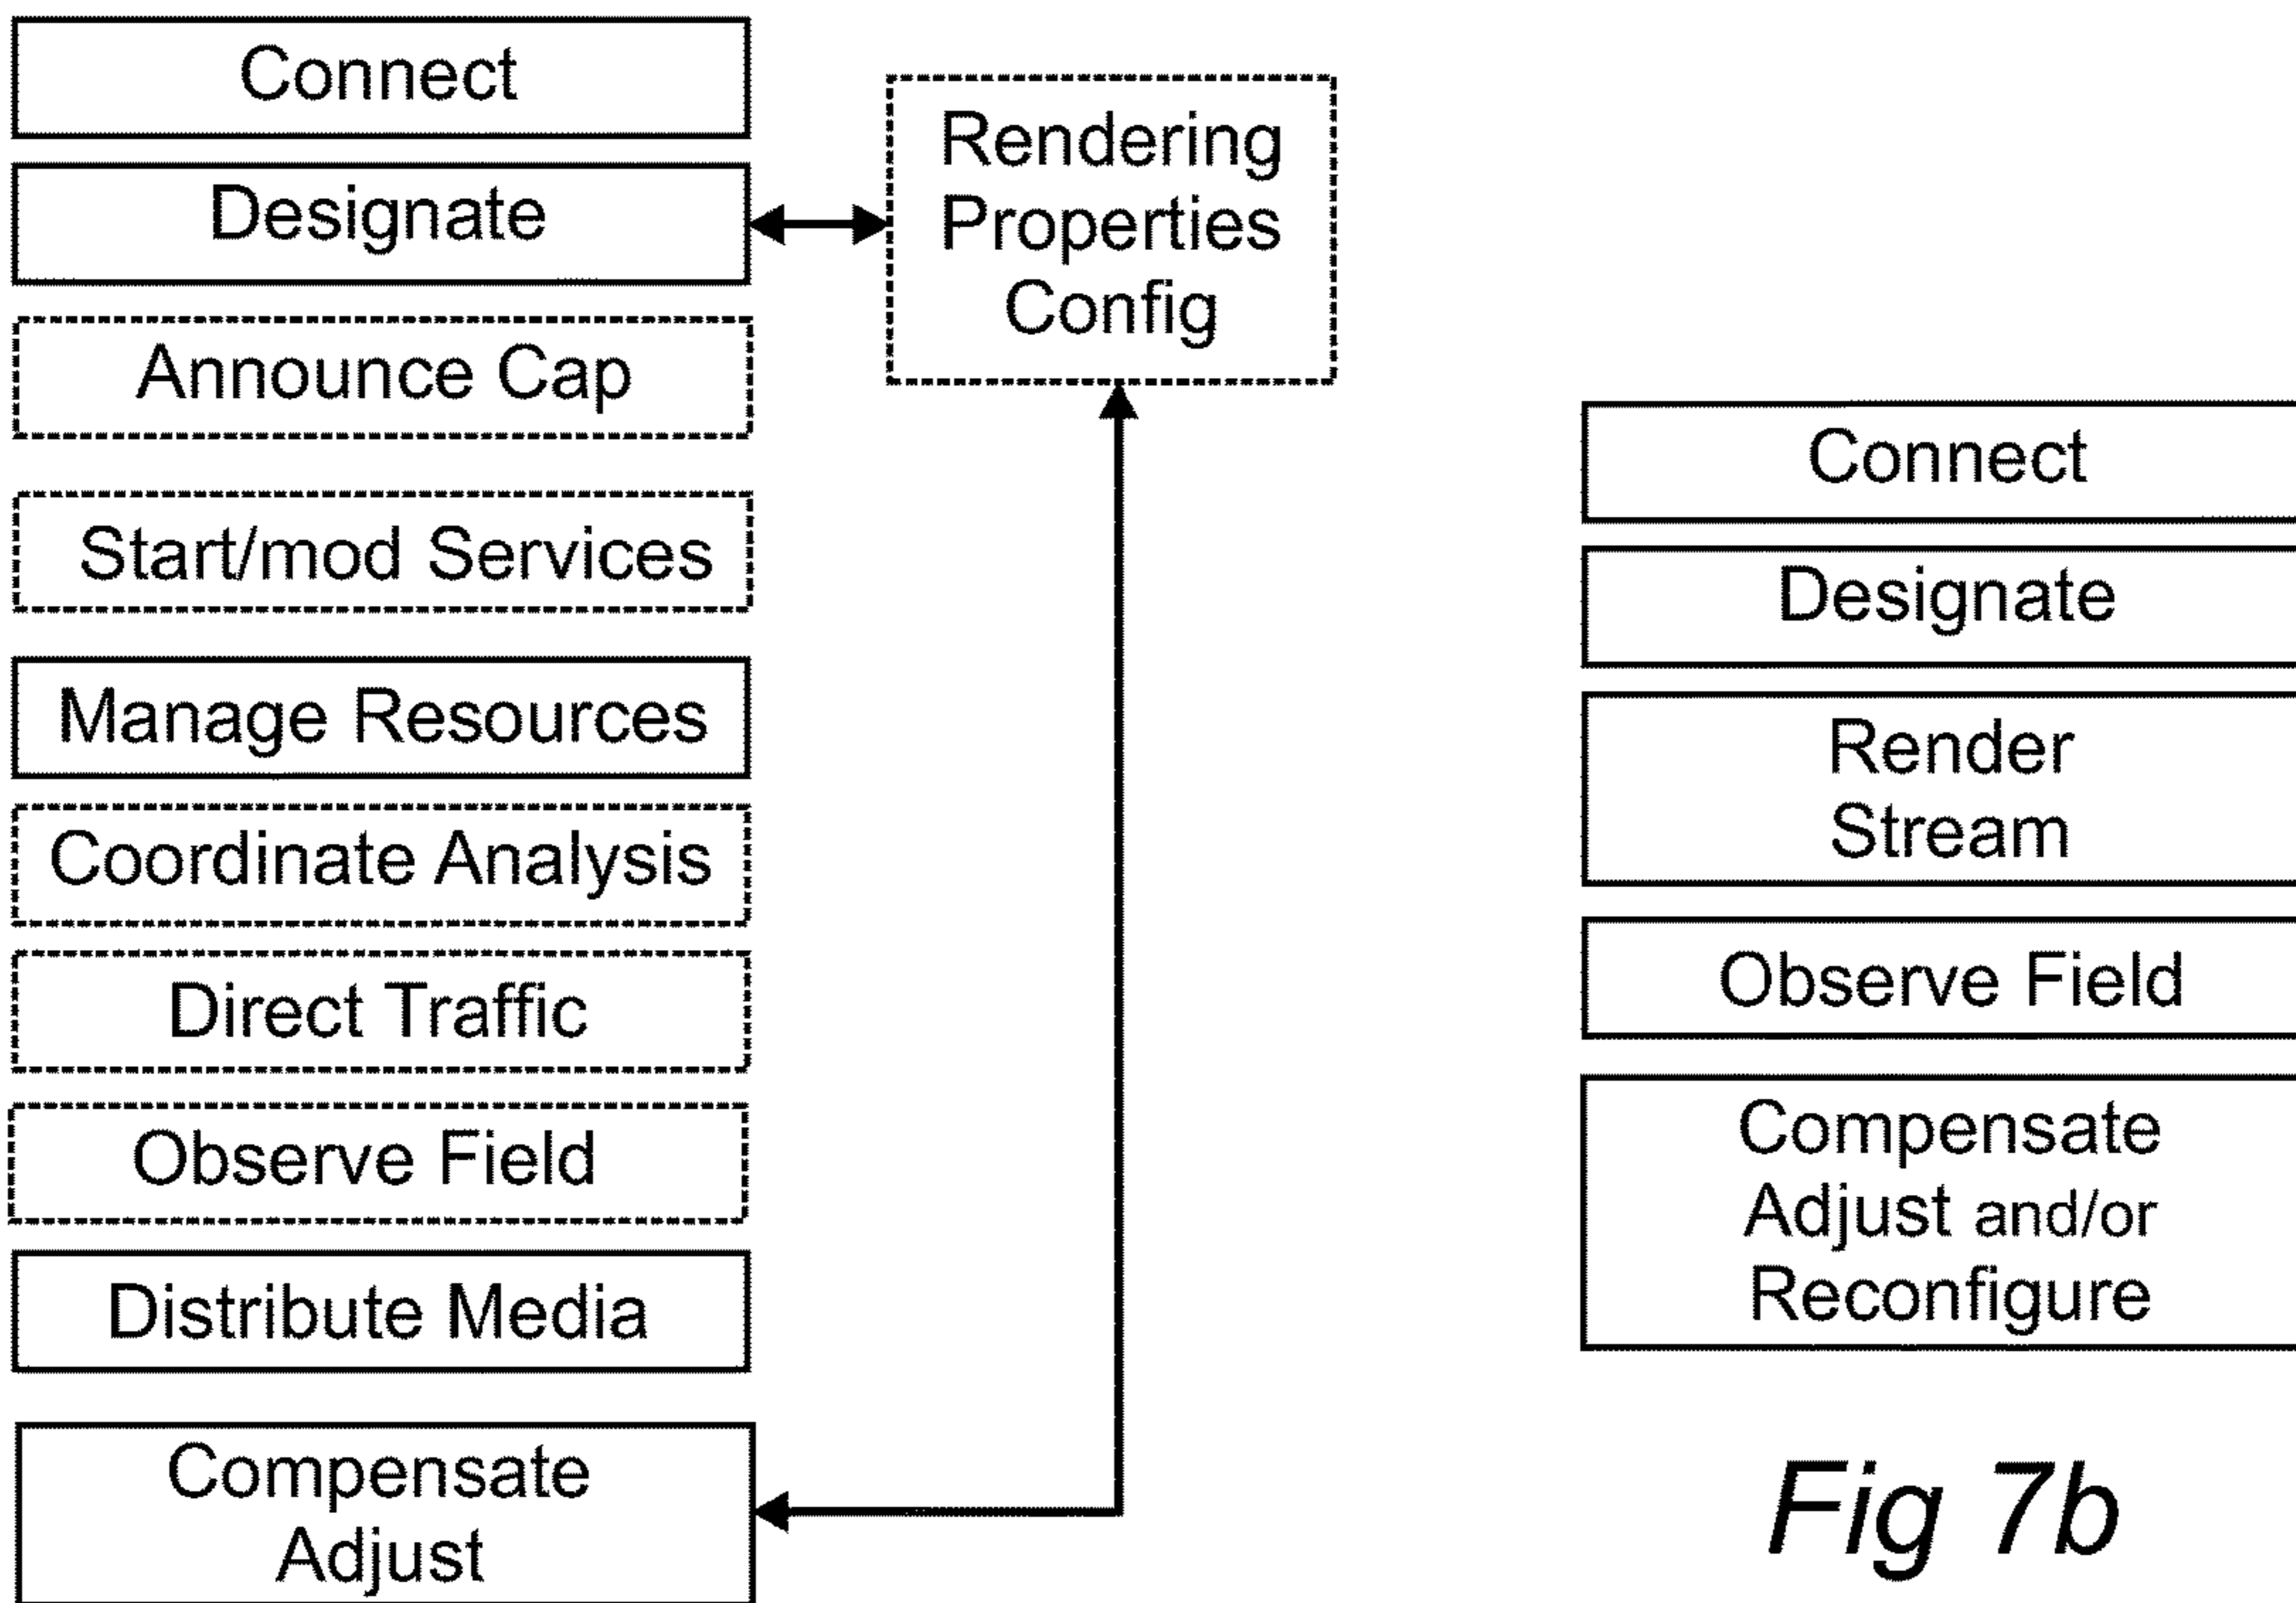 Connect
Designate
Announce Cap
Start/mod Services
Manage Resources
Coordinate Analysis
Direct Traffic
Observe Field
Distribute Media
Compensate
Adjust
Rendering
Properties
Config
Connect
Designate
Render
Stream
Observe Field
Compensate
Adjust and/or
Reconfigure
Fig 7b